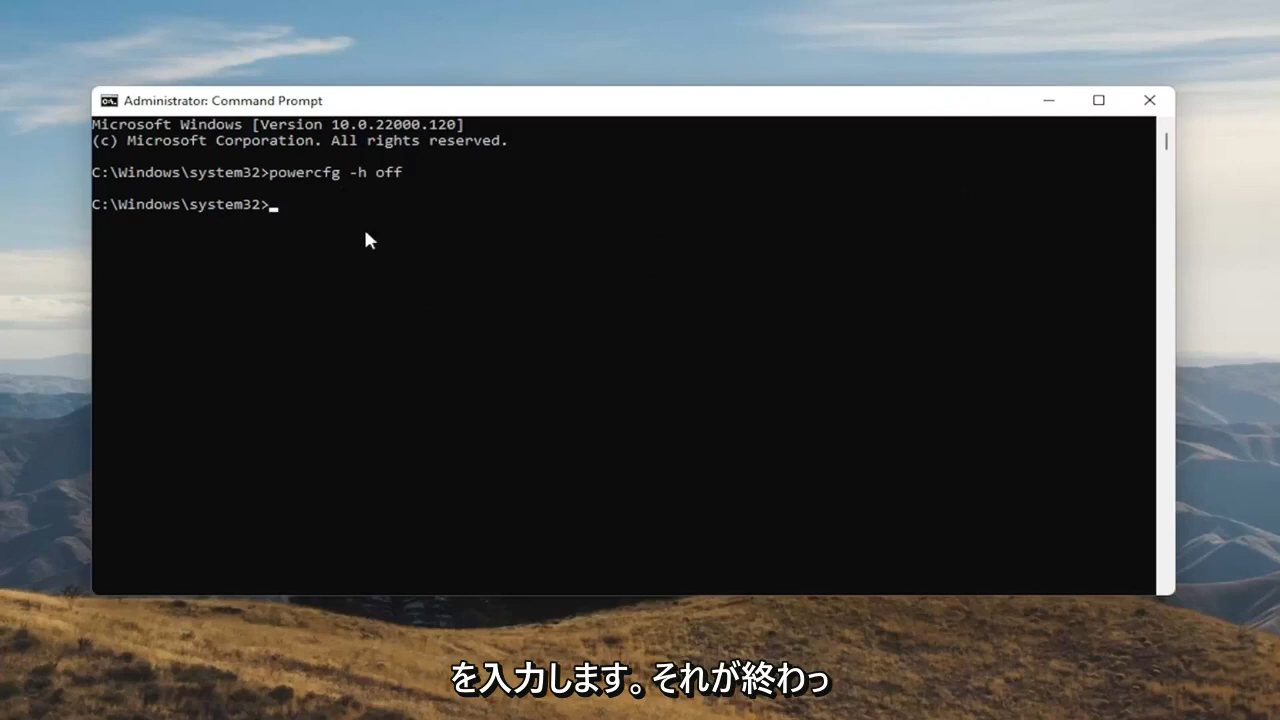 Administrator: Command Prompt
Microsoft Windows [Version 10.0.22000.120]
(c) Microsoft Corporation. All rights reserved.
C:\Windows\system32>powercfg -h off
C:\Windows\system32>
を入力します。それが終わっ